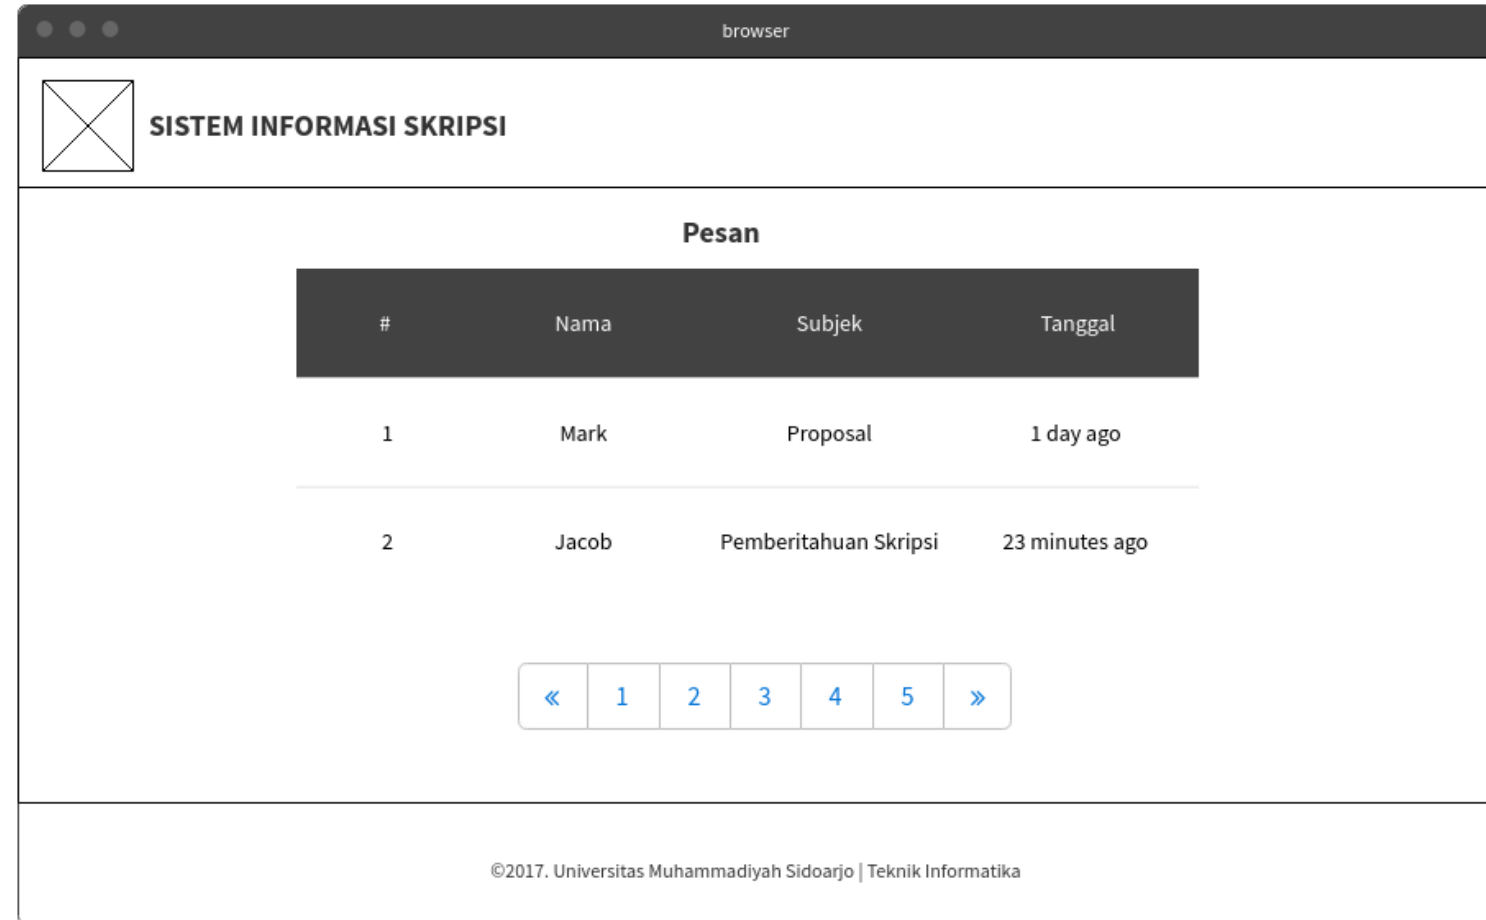 browser
SISTEM INFORMASI SKRIPSI
Pesan
# Nama Subjek Tanggal
1 Mark Proposal 1 day ago
2 Jacob Pemberitahuan Skripsi 23 minutes ago
« 1 2 3 4 5 »
©2017. Universitas Muhammadiyah Sidoarjo | Teknik Informatika